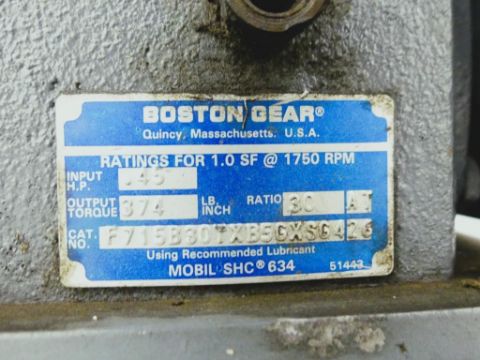 BOSTON GEAR®
Quincy, Massachusetts. U.S.A.
RATINGS FOR 1.0 SF @ 1750 RPM
INPUT H.P. .45
OUTPUT TORQUE 374 LB. INCH RATIO 30 AT
CAT. NO.
Using Recommended Lubricant
MOBIL SHC® 634 51443